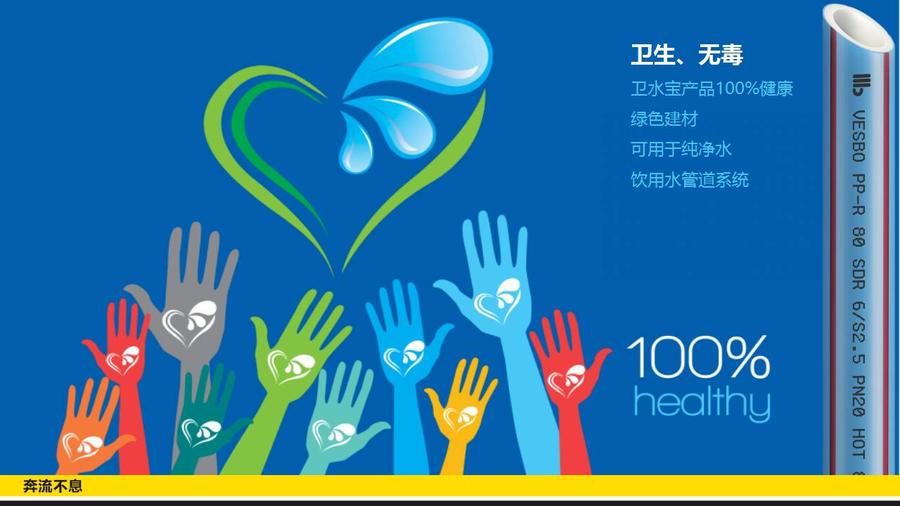 卫生、无毒
卫水宝产品100%健康
绿色建材
可用于纯净水
饮用水管道系统
VESBO PP-R 80 SDR 6/S2.5 PN20 HOT
100%
healthy
奔流不息